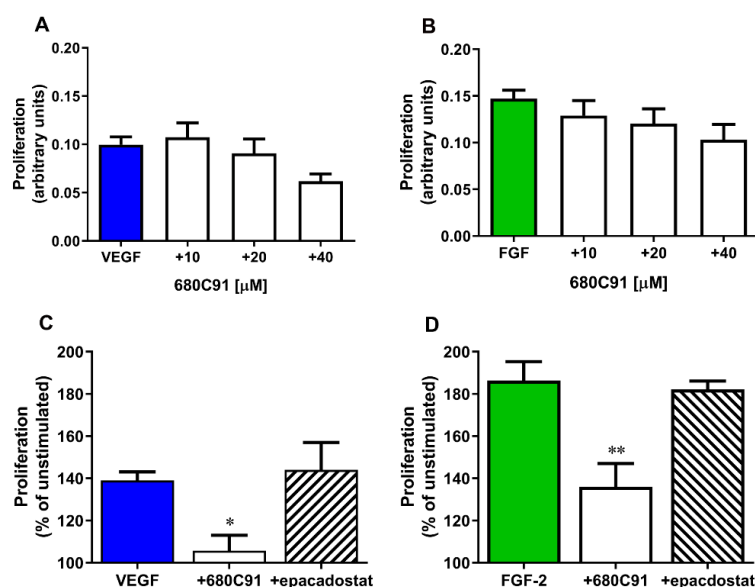 A
Proliferation
(arbitrary units)
0.20
0.15
0.10
0.05
0.00
VEGF +10 +20 +40
680C91 [μM]
B
Proliferation
(arbitrary units)
0.20
0.15
0.10
0.05
0.00
FGF +10 +20 +40
680C91 [μM]
C
Proliferation
(% of unstimulated)
200
180
160
140
120
100
*
VEGF +680C91 +epacadostat
D
Proliferation
(% of unstimulated)
200
180
160
140
120
100
**
FGF-2 +680C91 +epacdostat